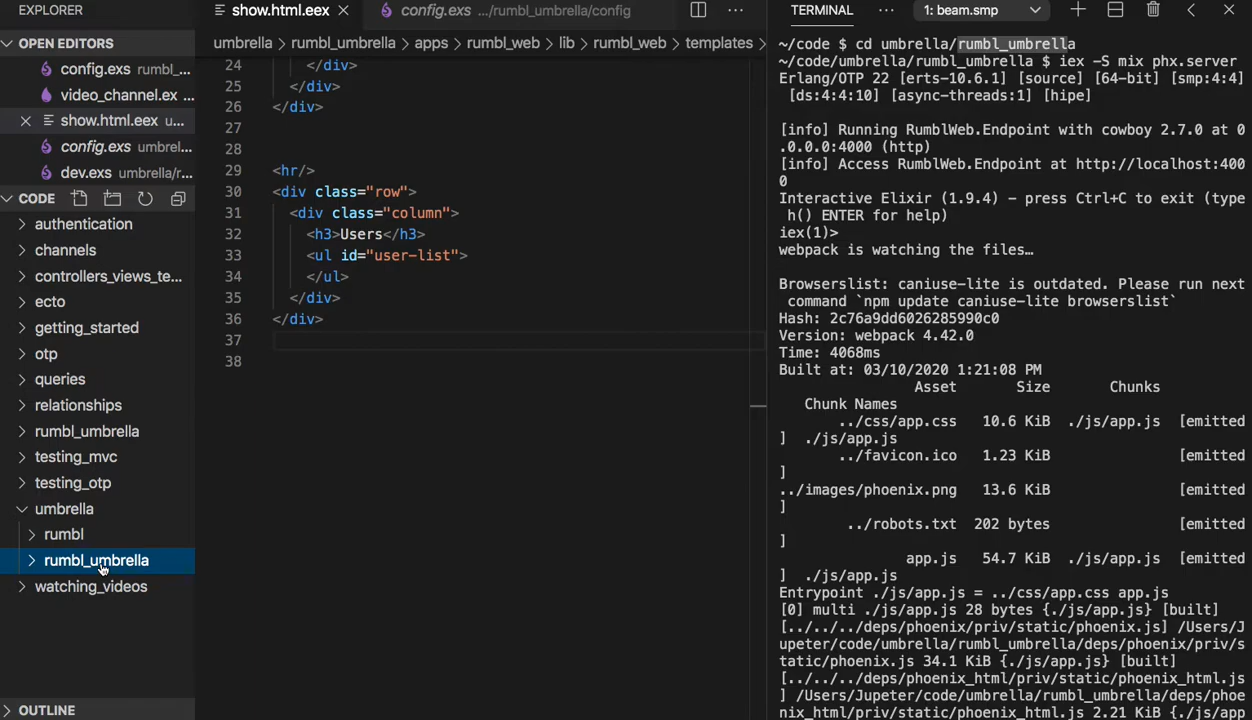 EXPLORER
OPEN EDITORS
config.exs rumbl_...
video_channel.ex ...
show.html.eex u...
config.exs umbrel...
dev.exs umbrella/r...
CODE
authentication
channels
controllers_views_te...
ecto
getting_started
otp
queries
relationships
rumbl_umbrella
testing_mvc
testing_otp
umbrella
rumbl
rumbl_umbrella
watching_videos
OUTLINE
show.html.eex config.exs .../rumbl_umbrella/config ...
umbrella > rumbl_umbrella > apps > rumbl_web > lib > rumbl_web > templates >
24 </div>
25 </div>
26 </div>
27
28
29 <hr/>
30 <div class="row">
31 <div class="column">
32 <h3>Users</h3>
33 <ul id="user-list">
34 </ul>
35 </div>
36 </div>
37
38
TERMINAL ... 1: beam.smp
~/code $ cd umbrella/rumbl_umbrella
~/code/umbrella/rumbl_umbrella $ iex -S mix phx.server
Erlang/OTP 22 [erts-10.6.1] [source] [64-bit] [smp:4:4]
[ds:4:4:10] [async-threads:1] [hipe]
[info] Running RumblWeb.Endpoint with cowboy 2.7.0 at 0
.0.0.0:4000 (http)
[info] Access RumblWeb.Endpoint at http://localhost:400
0
Interactive Elixir (1.9.4) - press Ctrl+C to exit (type
h() ENTER for help)
iex(1)>
webpack is watching the files…
Browserslist: caniuse-lite is outdated. Please run next
command `npm update caniuse-lite browserslist`
Hash: 2c76a9dd6026285990c0
Version: webpack 4.42.0
Time: 4068ms
Built at: 03/10/2020 1:21:08 PM
Asset Size Chunks
Chunk Names
../css/app.css 10.6 KiB ./js/app.js [emitted
] ./js/app.js
../favicon.ico 1.23 KiB [emitted
]
../images/phoenix.png 13.6 KiB [emitted
]
../robots.txt 202 bytes [emitted
]
app.js 54.7 KiB ./js/app.js [emitted
] ./js/app.js
Entrypoint ./js/app.js = ../css/app.css app.js
[0] multi ./js/app.js 28 bytes {./js/app.js} [built]
[../../../deps/phoenix/priv/static/phoenix.js] /Users/J
upeter/code/umbrella/rumbl_umbrella/deps/phoenix/priv/s
tatic/phoenix.js 34.1 KiB {./js/app.js} [built]
[../../../deps/phoenix_html/priv/static/phoenix_html.js
] /Users/Jupeter/code/umbrella/rumbl_umbrella/deps/phoe
nix_html/priv/static/phoenix_html.js 2.21 KiB {./js/app